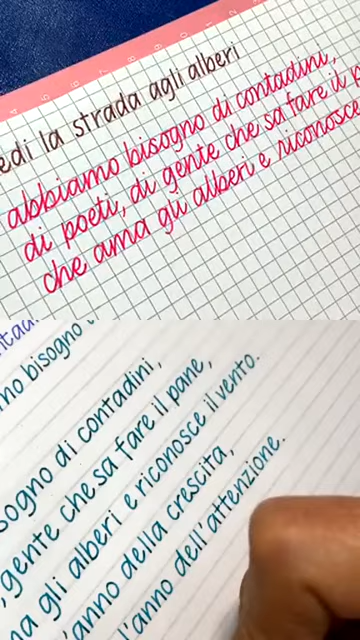 edi la strada agli alberi
abbiamo bisogno di contadini,
di poeti, di gente che sa fare il p
che ama gli alberi e riconosce
no bisogno
sogno di contadini,
, gente che sa fare il pane,
ma gli alberi e riconosce il vento.
'anno della crescita,
l'anno dell'attenzione.